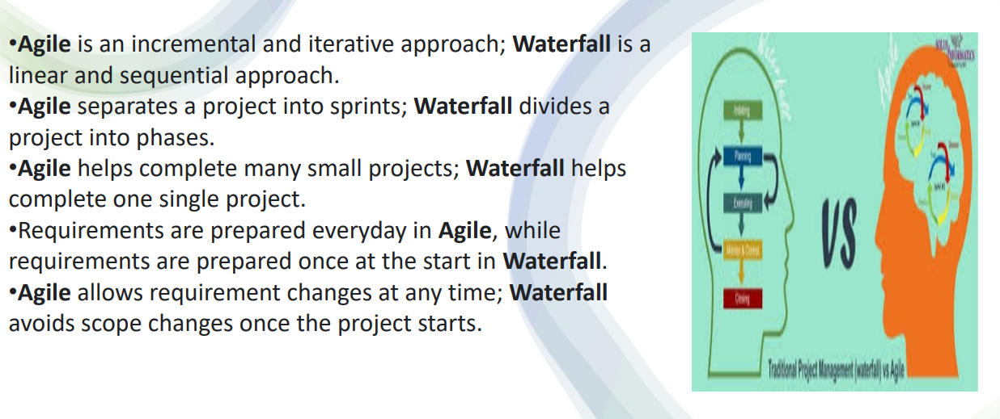 •Agile is an incremental and iterative approach; Waterfall is a
linear and sequential approach.
•Agile separates a project into sprints; Waterfall divides a
project into phases.
•Agile helps complete many small projects; Waterfall helps
complete one single project.
•Requirements are prepared everyday in Agile, while
requirements are prepared once at the start in Waterfall.
•Agile allows requirement changes at any time; Waterfall
avoids scope changes once the project starts.
Waterfall
Initiating
Planning
Executing
Monitor & Control
Closing
VS
Agile
INFORMATICS
Traditional Project Management (waterfall) vs Agile